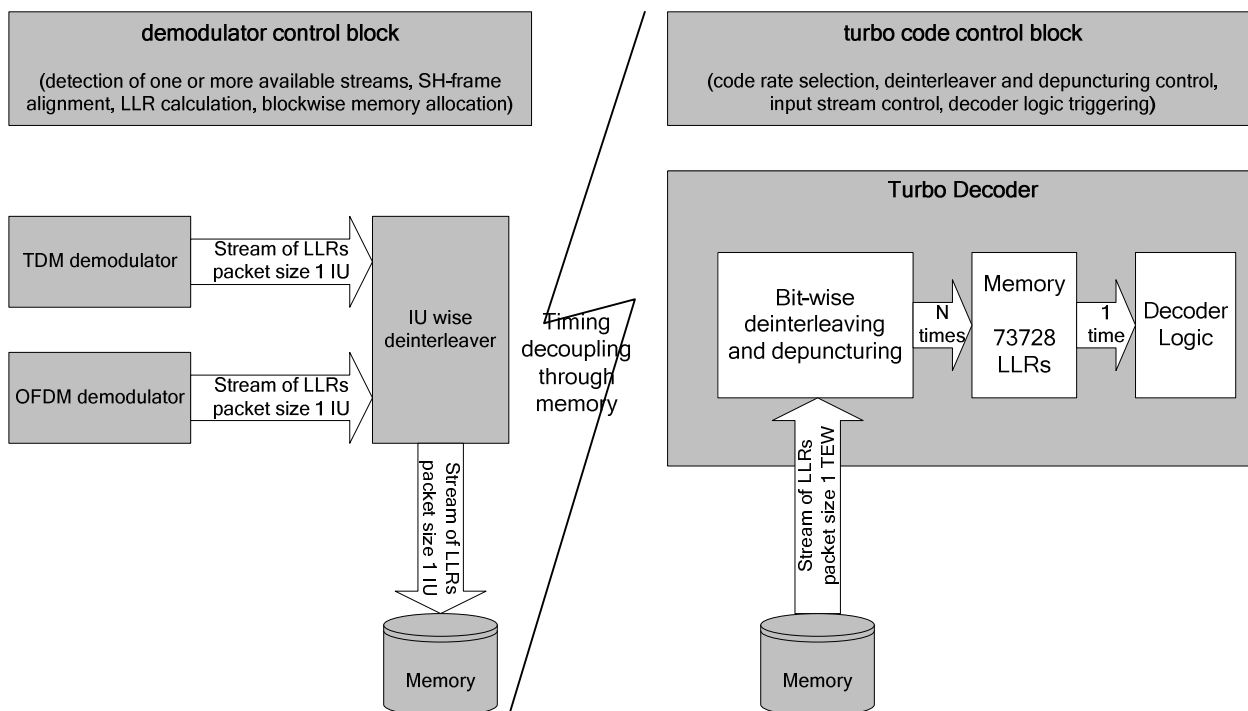 demodulator control block
(detection of one or more available streams, SH-frame
alignment, LLR calculation, blockwise memory allocation)
turbo code control block
(code rate selection, deinterleaver and depuncturing control,
input stream control, decoder logic triggering)
TDM demodulator
Stream of LLRs
packet size 1 IU
OFDM demodulator
Stream of LLRs
packet size 1 IU
IU wise
deinterleaver
Stream of LLRs
packet size 1 IU
Memory
Timing
decoupling
through
memory
Turbo Decoder
Bit-wise
deinterleaving
and depuncturing
N
times
Memory
73728
LLRs
1
time
Decoder
Logic
Stream of LLRs
packet size 1 TEW
Memory